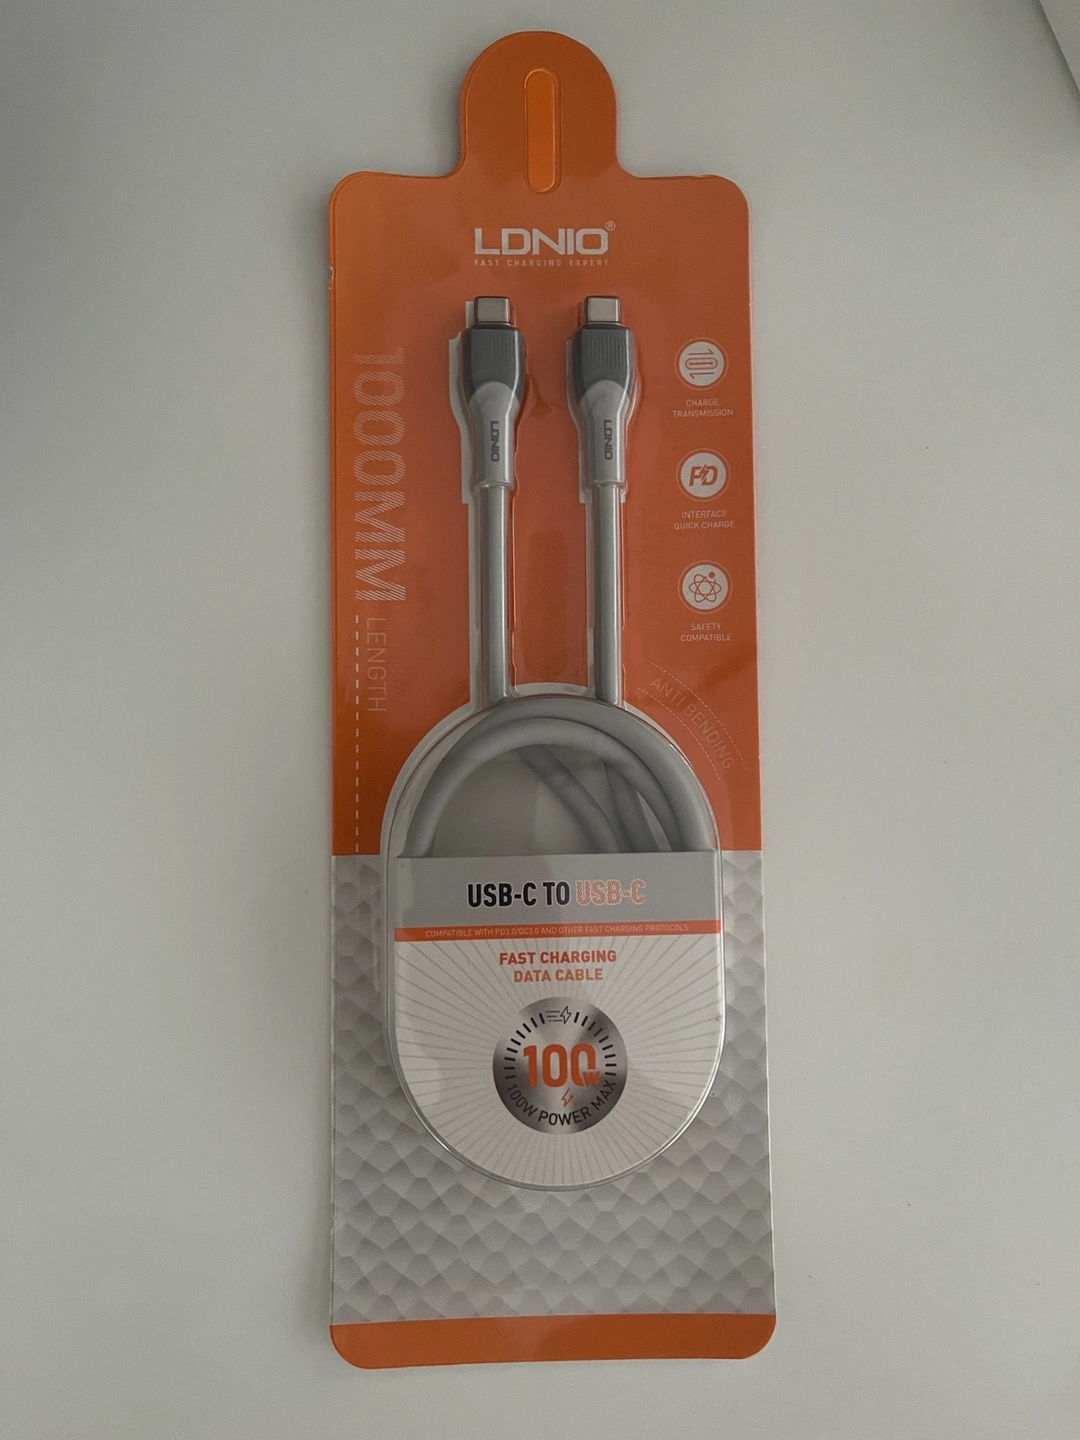 LDNIO®
FAST CHARGING EXPERT
LDNIO
LDNIO
1000MM LENGTH
CHARGE
TRANSMISSION
PD
INTERFACE
QUICK CHARGE
SAFETY
COMPATIBLE
ANTI BENDING
USB-C TO USB-C
COMPATIBLE WITH PD3.0/QC3.0 AND OTHER FAST CHARGING PROTOCOLS
FAST CHARGING
DATA CABLE
100W
100W POWER MAX